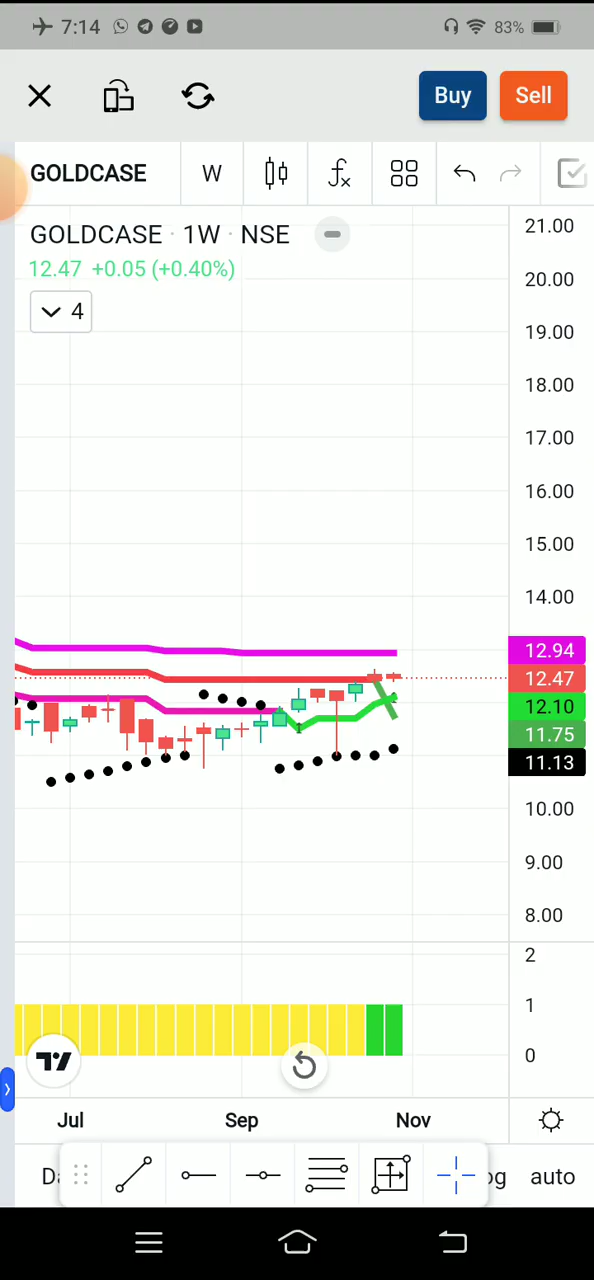 7:14
83%
Buy
Sell
GOLDCASE
W
GOLDCASE · 1W · NSE
12.47 +0.05 (+0.40%)
4
21.00
20.00
19.00
18.00
17.00
16.00
15.00
14.00
12.94
12.47
12.10
11.75
11.13
10.00
9.00
8.00
2
1
0
Jul
Sep
Nov
auto